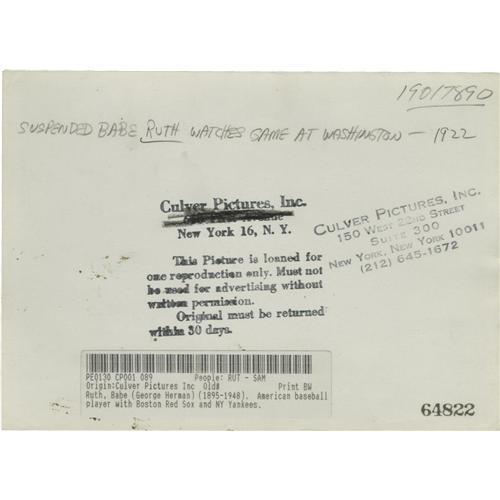 19017890
SUSPENDED BABE RUTH WATCHES GAME AT WASHINGTON — 1922
Culver Pictures, Inc.
New York 16, N. Y.
This Picture is loaned for
one reproduction only. Must not
be used for advertising without
written permission.
Original must be returned
within 30 days.
CULVER PICTURES, INC.
150 WEST 22ND STREET
SUITE 300
NEW YORK, NEW YORK 10011
(212) 645-1672
PE0130 CP001 089 People: RUT - SAM
Origin:Culver Pictures Inc Old# Print BW
Ruth, Babe (George Herman) (1895-1948). American baseball
player with Boston Red Sox and NY Yankees.
64822